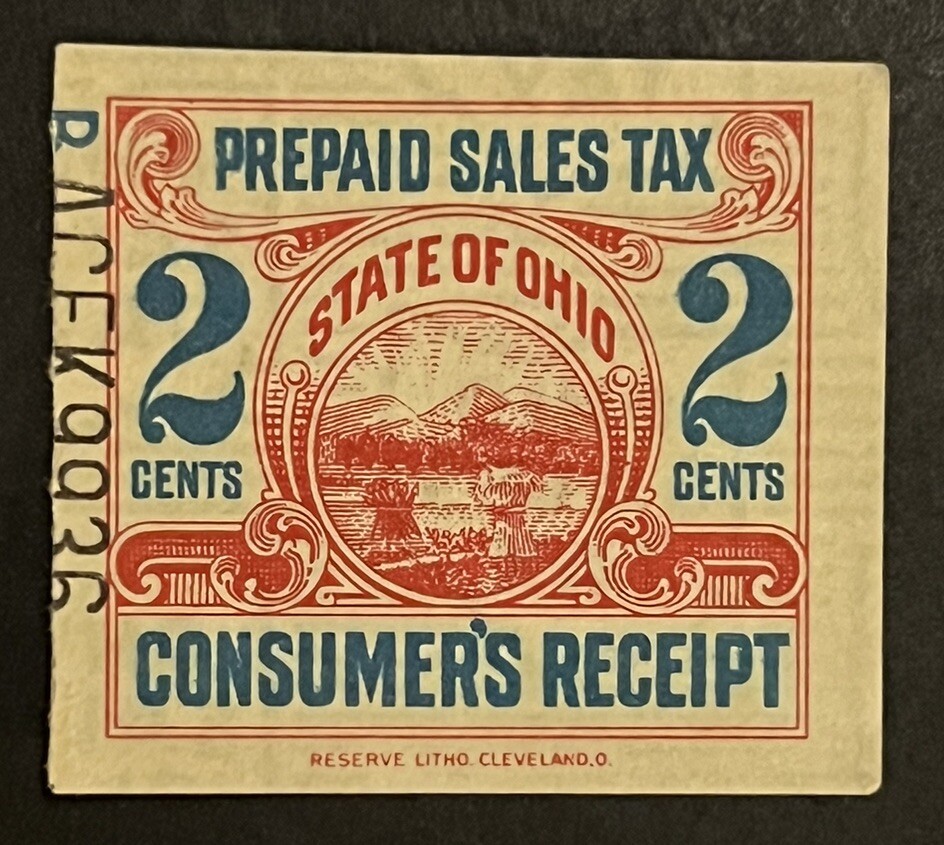 PREPAID SALES TAX
STATE OF OHIO
2 2
CENTS CENTS
CONSUMER'S RECEIPT
RESERVE LITHO. CLEVELAND.O.